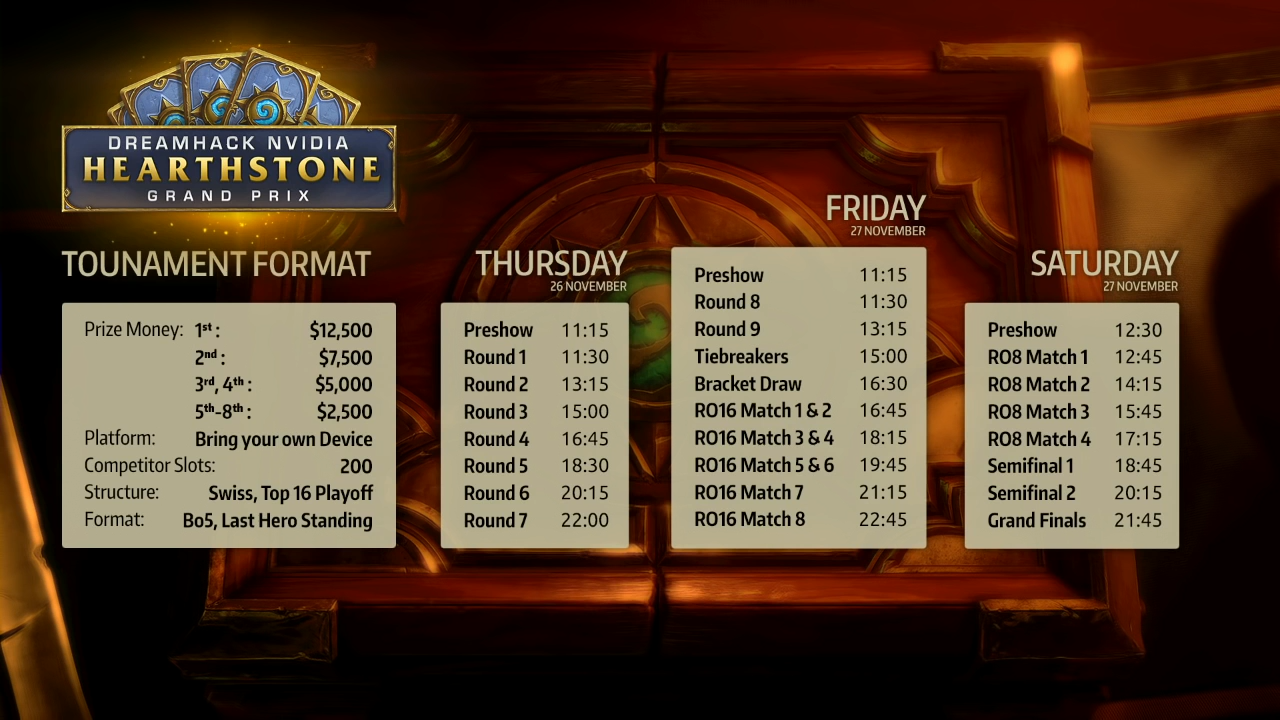 DREAMHACK NVIDIA
HEARTHSTONE
GRAND PRIX
TOUNAMENT FORMAT
Prize Money: 1st : $12,500
2nd : $7,500
3rd, 4th : $5,000
5th-8th : $2,500
Platform: Bring your own Device
Competitor Slots: 200
Structure: Swiss, Top 16 Playoff
Format: Bo5, Last Hero Standing
THURSDAY
26 NOVEMBER
Preshow 11:15
Round 1 11:30
Round 2 13:15
Round 3 15:00
Round 4 16:45
Round 5 18:30
Round 6 20:15
Round 7 22:00
FRIDAY
27 NOVEMBER
Preshow 11:15
Round 8 11:30
Round 9 13:15
Tiebreakers 15:00
Bracket Draw 16:30
RO16 Match 1 & 2 16:45
RO16 Match 3 & 4 18:15
RO16 Match 5 & 6 19:45
RO16 Match 7 21:15
RO16 Match 8 22:45
SATURDAY
27 NOVEMBER
Preshow 12:30
RO8 Match 1 12:45
RO8 Match 2 14:15
RO8 Match 3 15:45
RO8 Match 4 17:15
Semifinal 1 18:45
Semifinal 2 20:15
Grand Finals 21:45